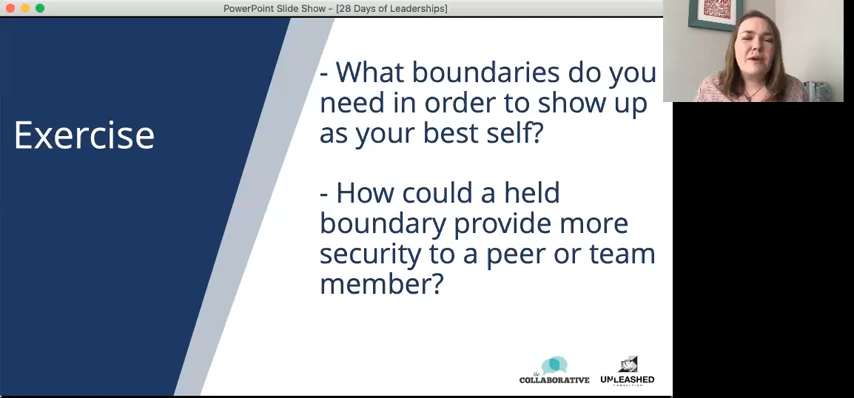 PowerPoint Slide Show - [28 Days of Leaderships]
Exercise
- What boundaries do you
need in order to show up
as your best self?
- How could a held
boundary provide more
security to a peer or team
member?
the
COLLABORATIVE
UNLEASHED